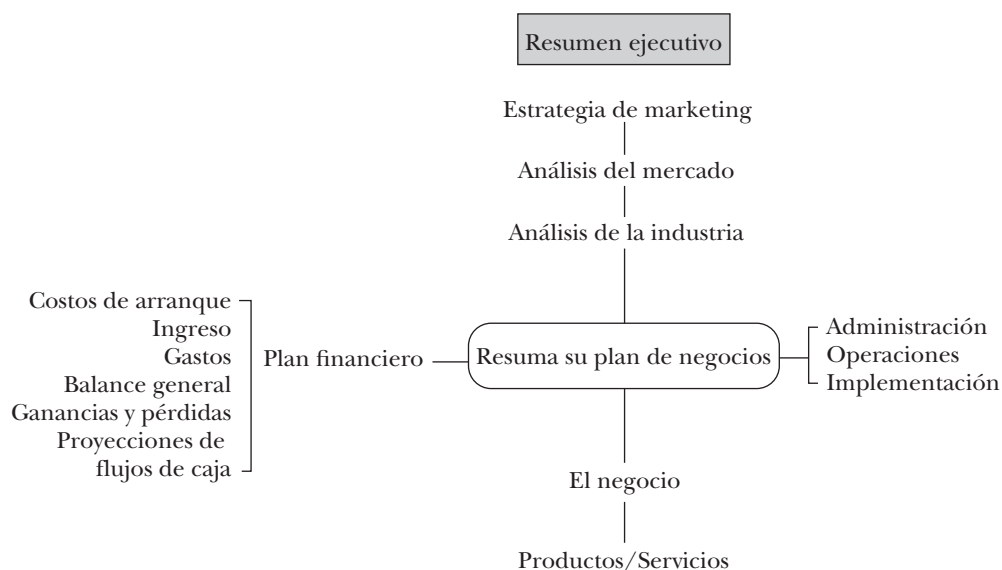 Resumen ejecutivo
Estrategia de marketing
Análisis del mercado
Análisis de la industria
Costos de arranque
Ingreso
Gastos
Balance general
Ganancias y pérdidas
Proyecciones de
flujos de caja
Plan financiero
Resuma su plan de negocios
Administración
Operaciones
Implementación
El negocio
Productos/Servicios